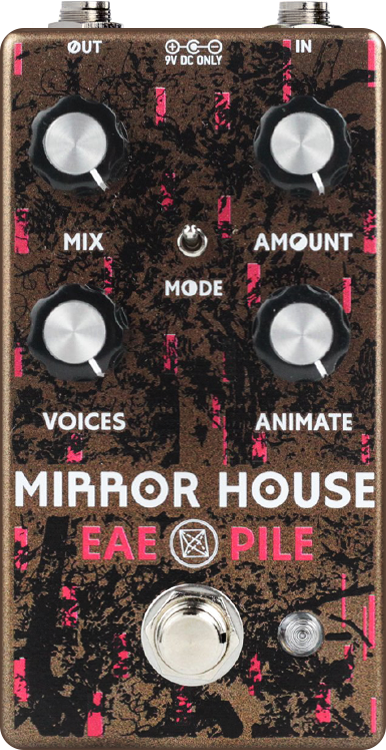 OUT IN
9V DC ONLY
MIX AMOUNT
MODE
VOICES ANIMATE
MIRROR HOUSE
EAE PILE